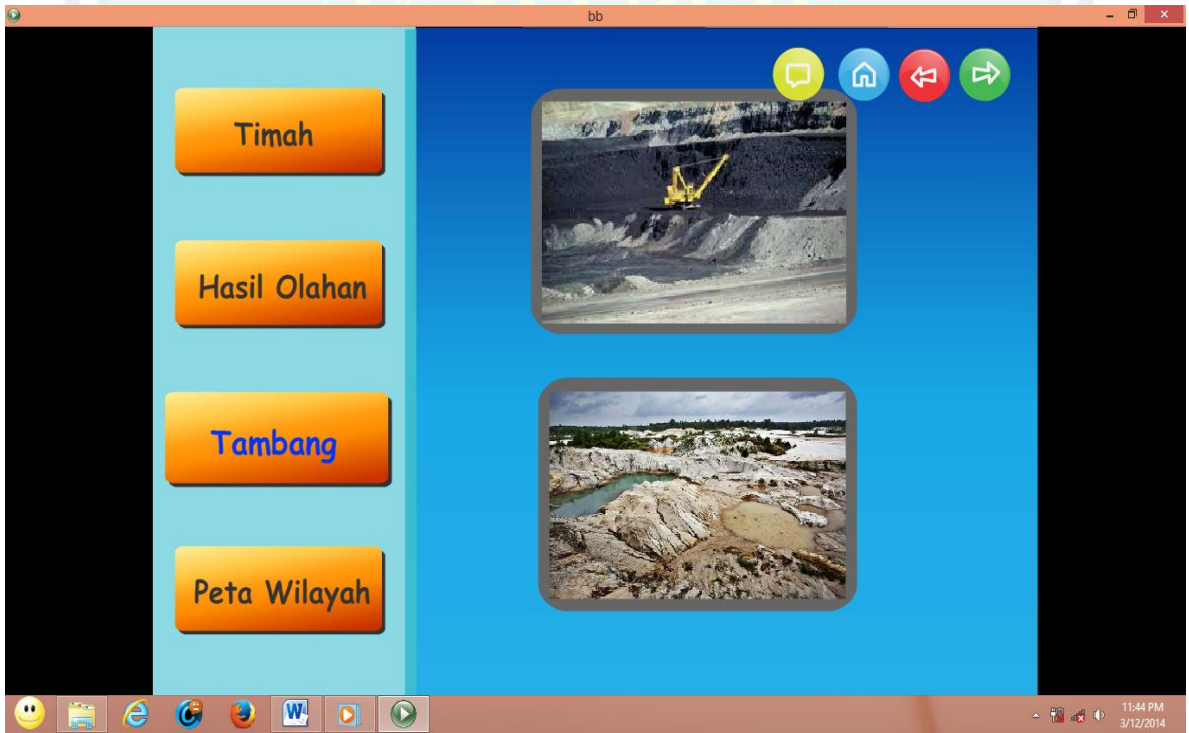 bb
Timah
Hasil Olahan
Tambang
Peta Wilayah
11:44 PM
3/12/2014